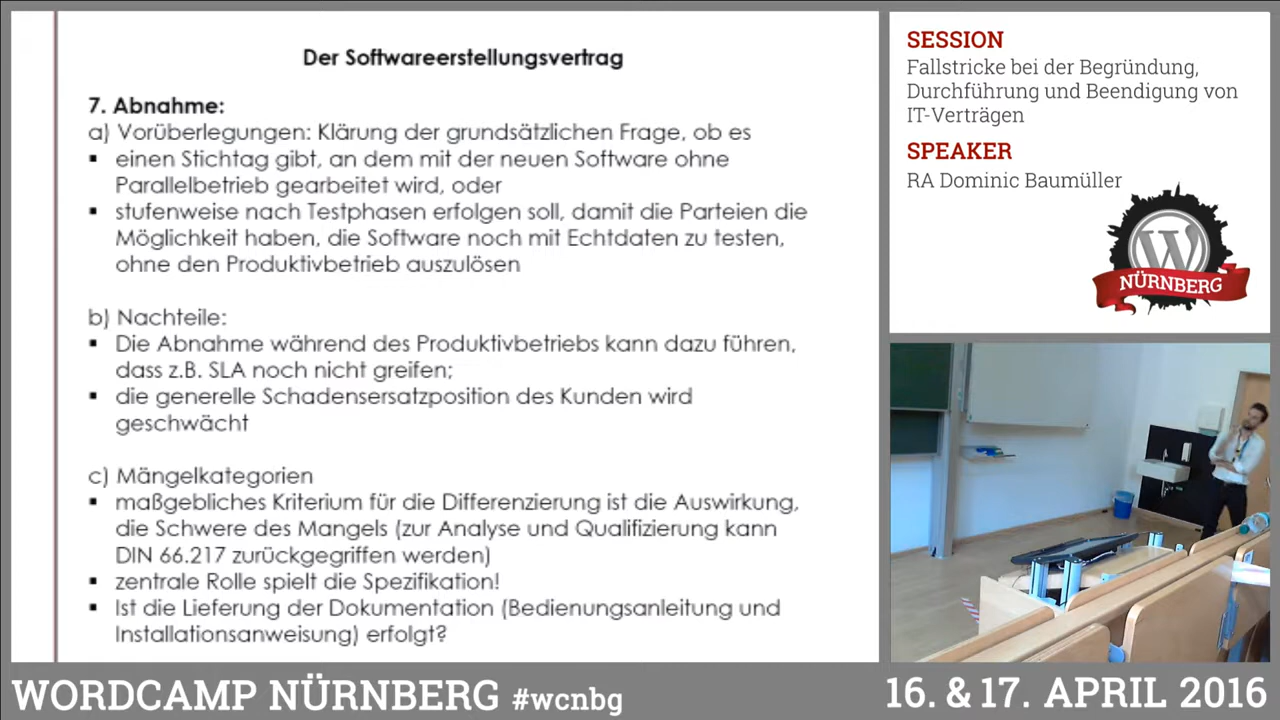 Der Softwareerstellungsvertrag
7. Abnahme:
a) Vorüberlegungen: Klärung der grundsätzlichen Frage, ob es
▪ einen Stichtag gibt, an dem mit der neuen Software ohne
Parallelbetrieb gearbeitet wird, oder
▪ stufenweise nach Testphasen erfolgen soll, damit die Parteien die
Möglichkeit haben, die Software noch mit Echtdaten zu testen,
ohne den Produktivbetrieb auszulösen
b) Nachteile:
▪ Die Abnahme während des Produktivbetriebs kann dazu führen,
dass z.B. SLA noch nicht greifen;
▪ die generelle Schadensersatzposition des Kunden wird
geschwächt
c) Mängelkategorien
▪ maßgebliches Kriterium für die Differenzierung ist die Auswirkung,
die Schwere des Mangels (zur Analyse und Qualifizierung kann
DIN 66.217 zurückgegriffen werden)
▪ zentrale Rolle spielt die Spezifikation!
▪ Ist die Lieferung der Dokumentation (Bedienungsanleitung und
Installationsanweisung) erfolgt?
SESSION
Fallstricke bei der Begründung,
Durchführung und Beendigung von
IT-Verträgen
SPEAKER
RA Dominic Baumüller
W
NÜRNBERG
WORDCAMP NÜRNBERG #wcnbg
16. & 17. APRIL 2016